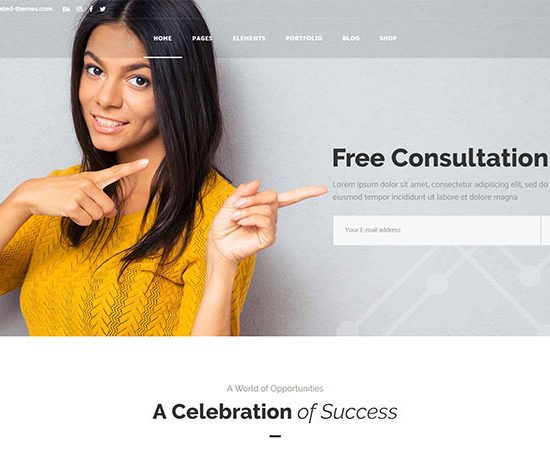 ated-themes.com
HOME PAGES ELEMENTS PORTFOLIO BLOG SHOP
Free Consultation
Lorem ipsum dolor sit amet, consectetur adipiscing elit, sed do
eiusmod tempor incididunt ut labore et dolore magna
Your E-mail address
A World of Opportunities
A Celebration of Success